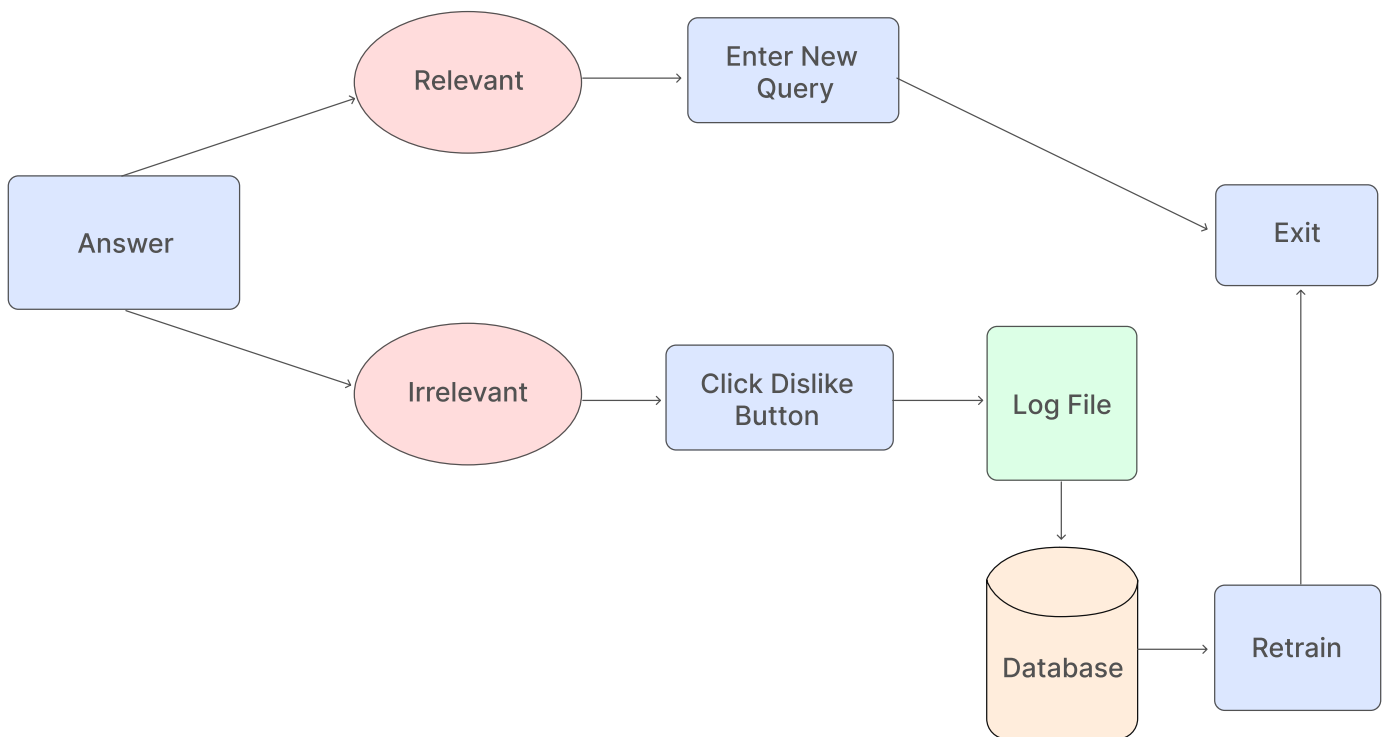 Relevant
Enter New
Query
Answer
Exit
Irrelevant
Click Dislike
Button
Log File
Database
Retrain